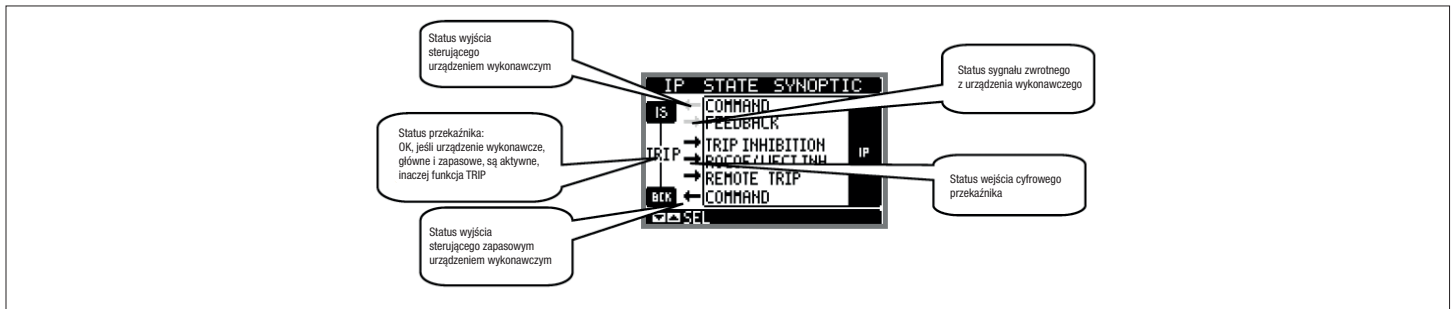 Status wyjścia
sterującego
urządzeniem wykonawczym
Status przekaźnika:
OK, jeśli urządzenie wykonawcze,
główne i zapasowe, są aktywne,
inaczej funkcja TRIP
Status wyjścia
sterującego zapasowym
urządzeniem wykonawczym
IP STATE SYNOPTIC
IS
COMMAND
FEEDBACK
TRIP INHIBITION
TRIP
IP
REMOTE TRIP
BCK
COMMAND
SEL
Status sygnału zwrotnego
z urządzenia wykonawczego
Status wejścia cyfrowego
przekaźnika